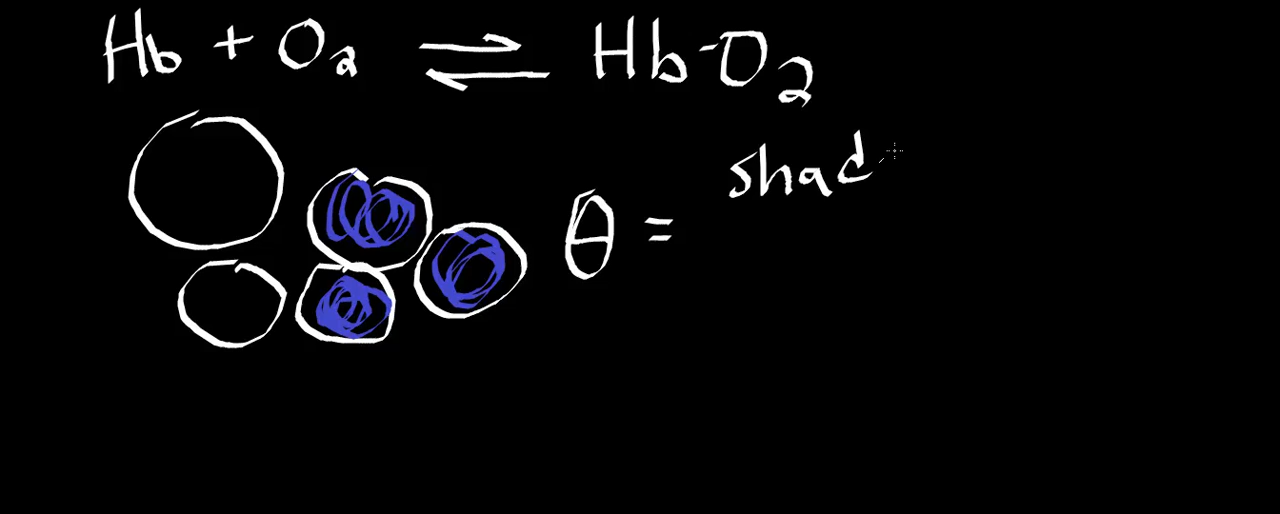 Hb + O₂ ⇌ Hb-O₂
shad
θ =